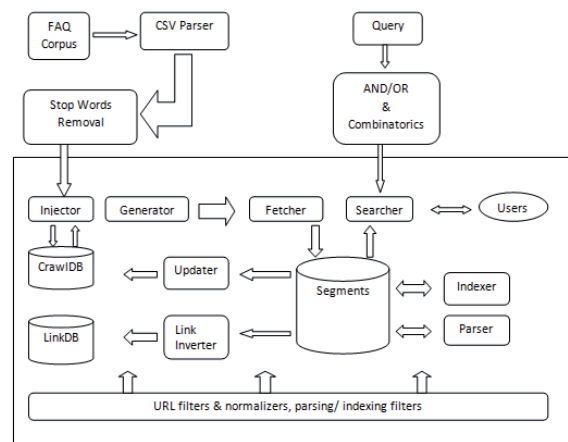 FAQ
Corpus
CSV Parser
Query
Stop Words
Removal
AND/OR
&
Combinatorics
Injector
Generator
Fetcher
Searcher
Users
CrawlDB
Updater
Segments
Indexer
LinkDB
Link
Inverter
Parser
URL filters & normalizers, parsing/ indexing filters